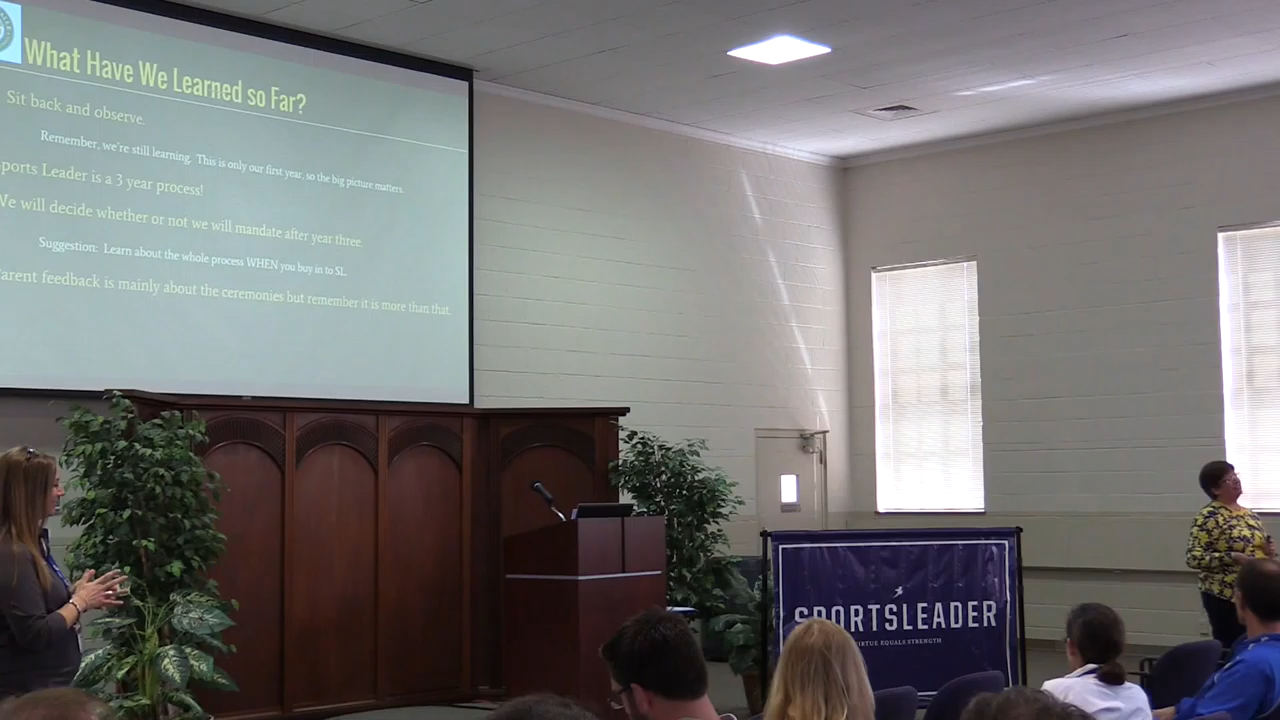 What Have We Learned so Far?
Sit back and observe.
Remember, we're still learning. This is only our first year, so the big picture matters.
ports Leader is a 3 year process!
We will decide whether or not we will mandate after year three.
Suggestion: Learn about the whole process WHEN you buy in to SL.
arent feedback is mainly about the ceremonies but remember it is more than that.
SPORTSLEADER
VIRTUE EQUALS STRENGTH